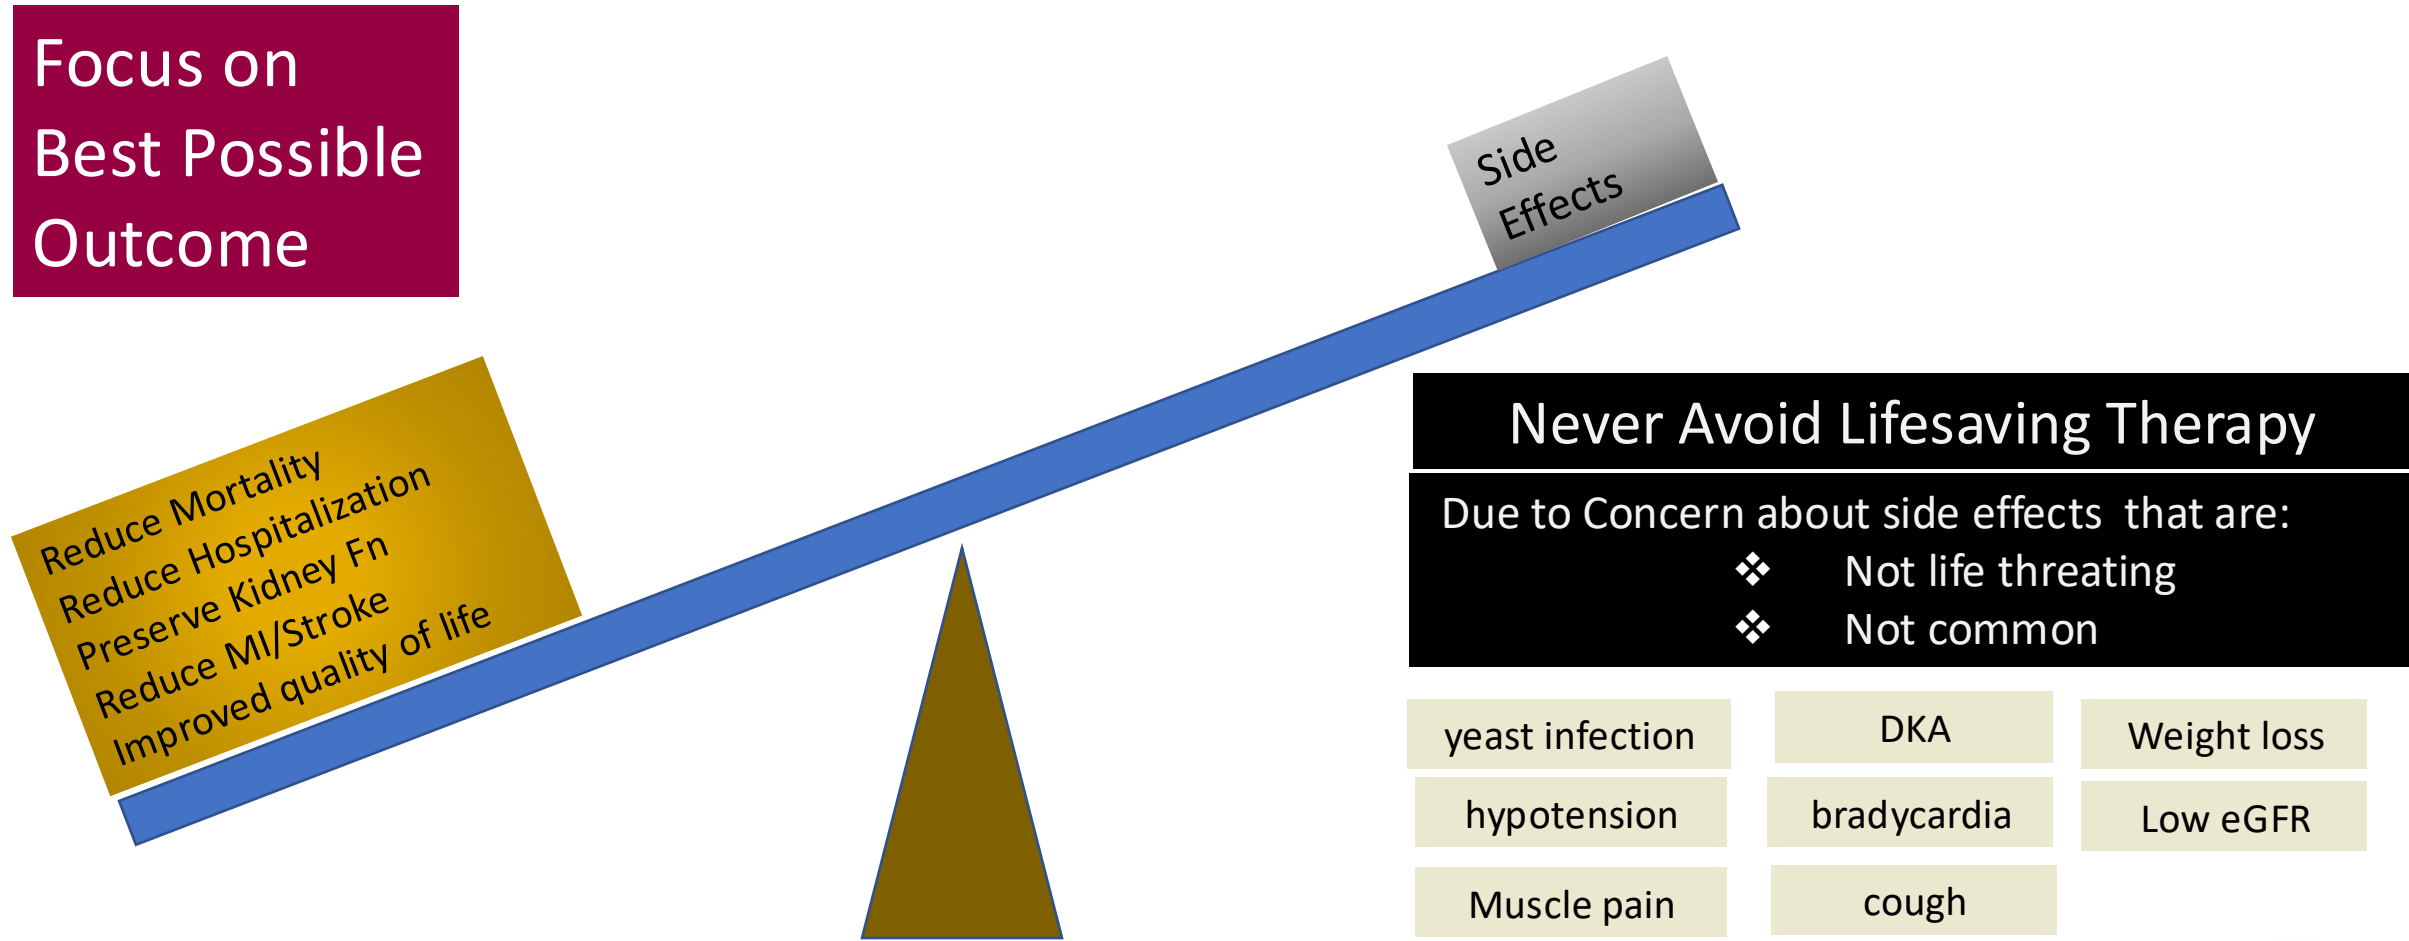 Focus on
Best Possible
Outcome
Side
Effects
Reduce Mortality
Reduce Hospitalization
Preserve Kidney Fn
Reduce MI/Stroke
Improved quality of life
Never Avoid Lifesaving Therapy
Due to Concern about side effects  that are:
❖ Not life threating
❖ Not common
yeast infection
DKA
Weight loss
hypotension
bradycardia
Low eGFR
Muscle pain
cough